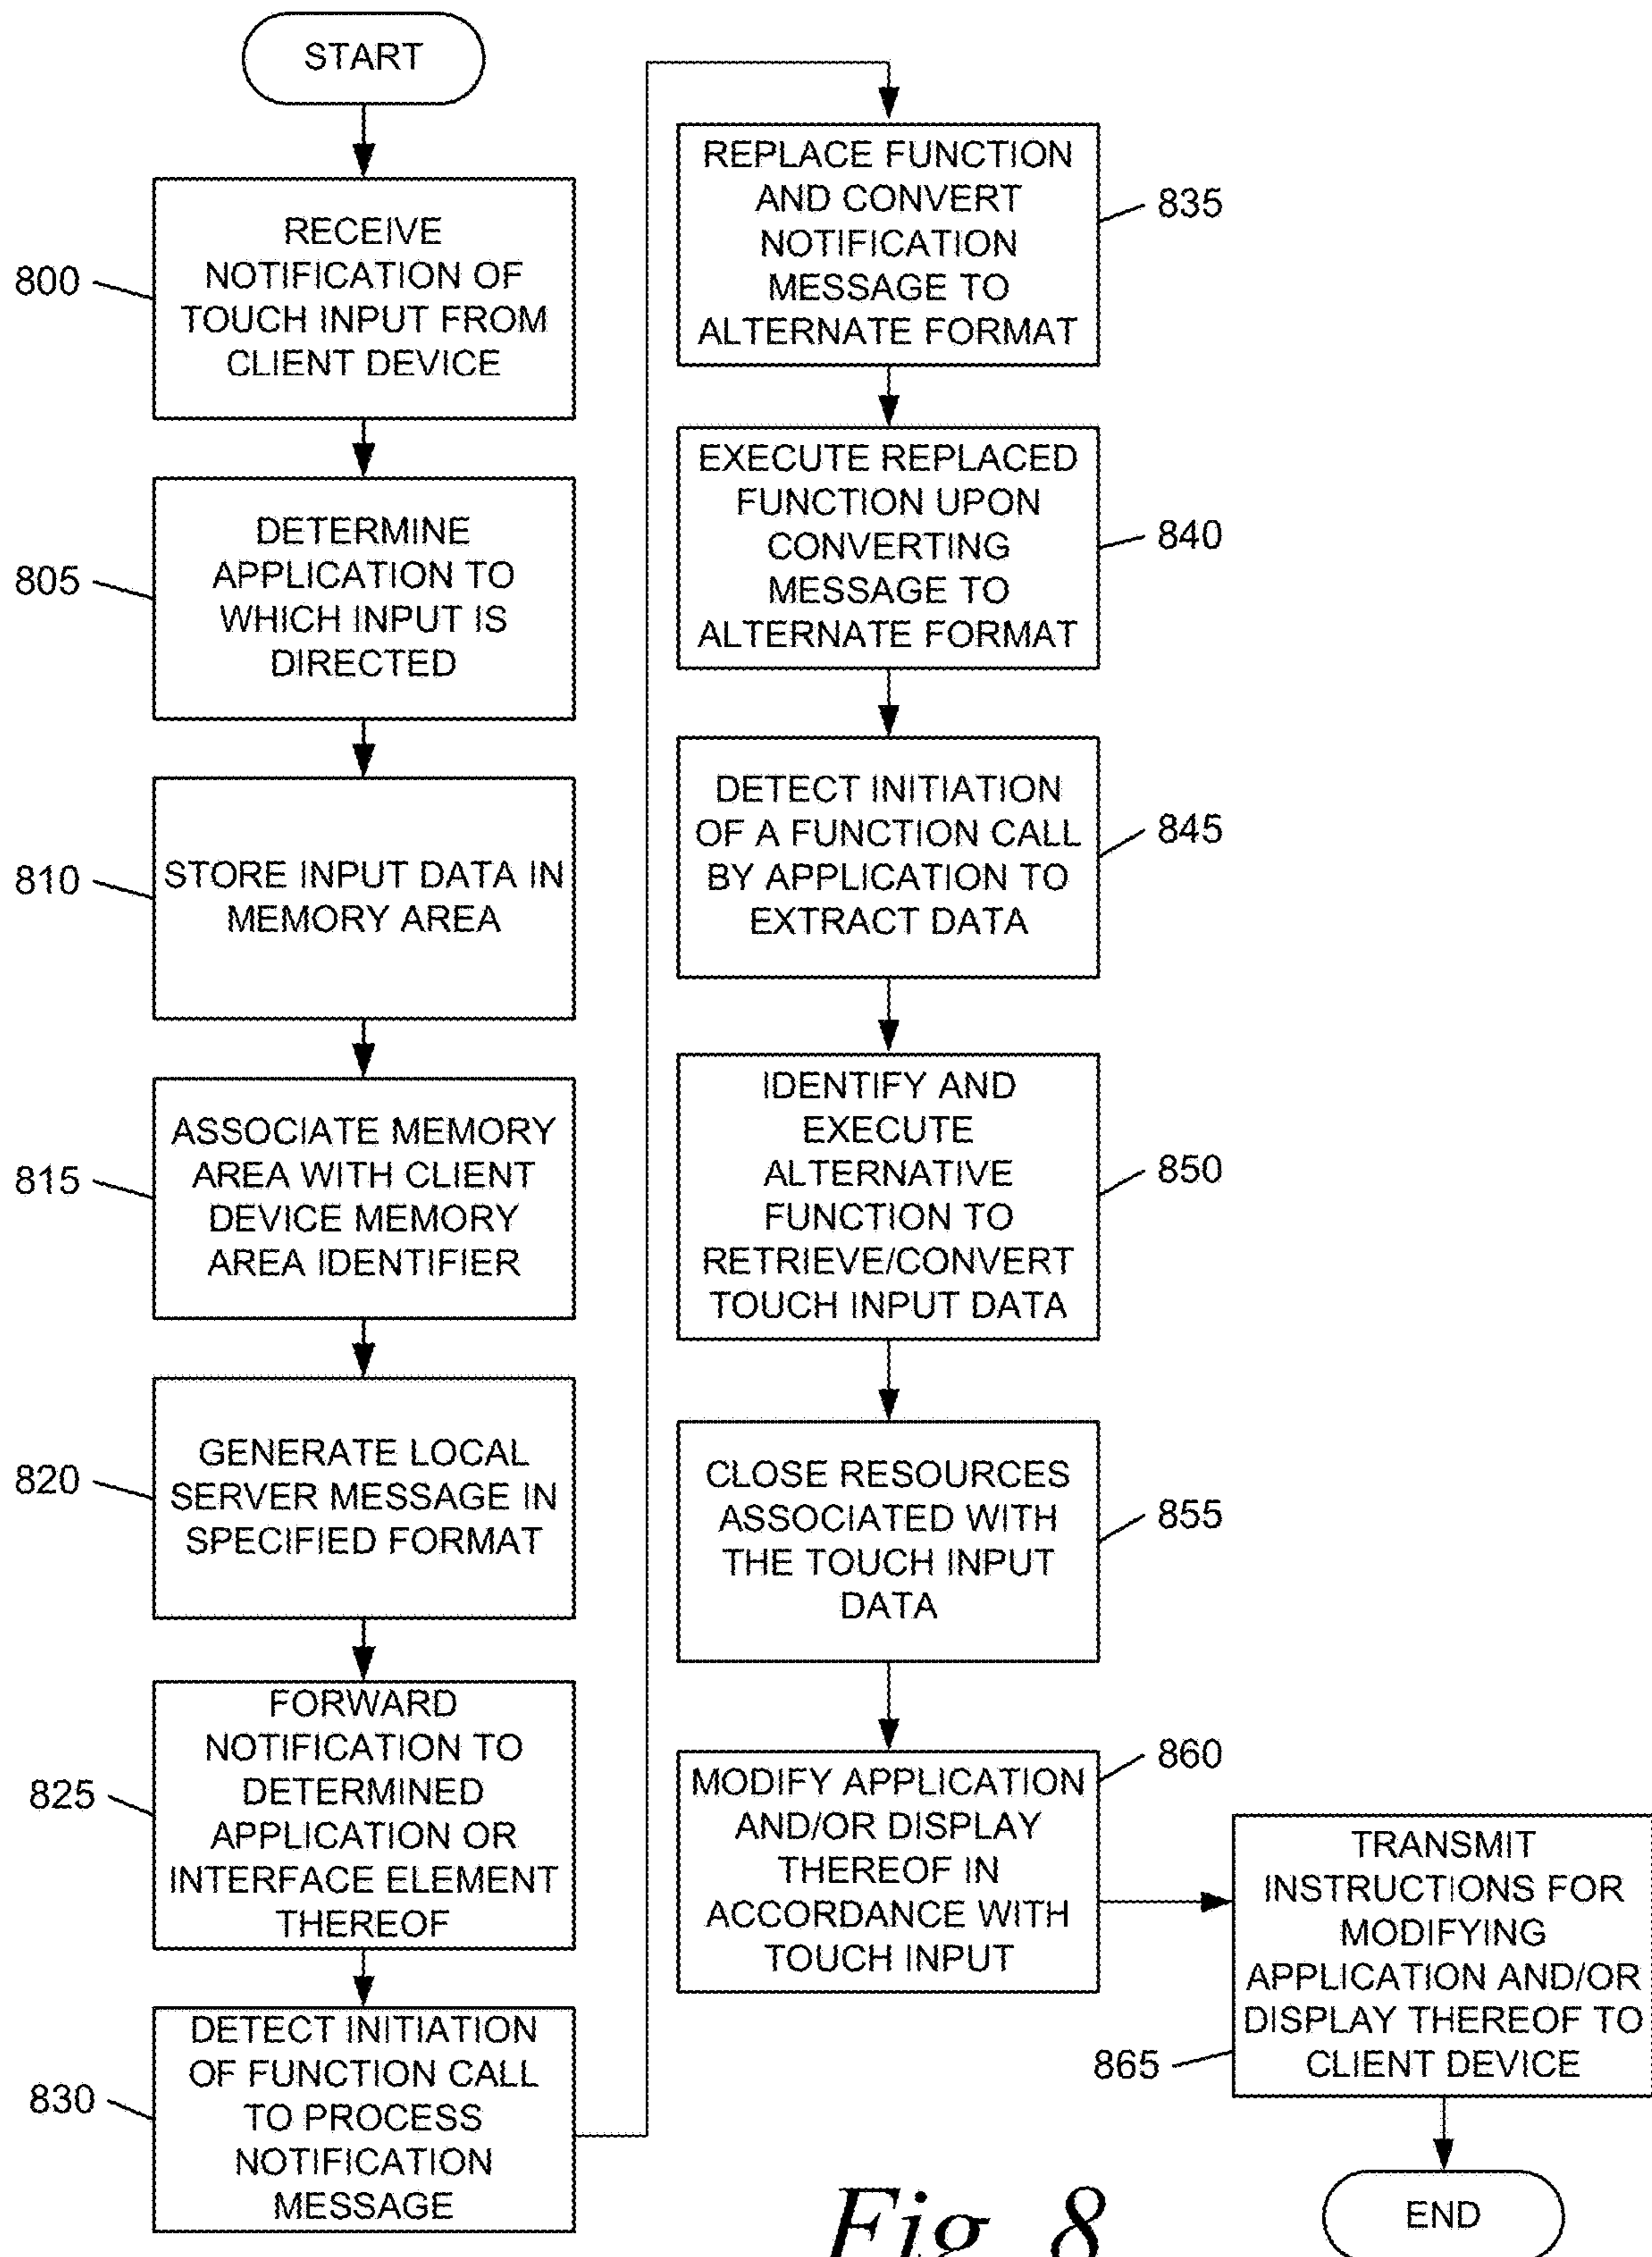 START
800
RECEIVE
NOTIFICATION OF
TOUCH INPUT FROM
CLIENT DEVICE
805
DETERMINE
APPLICATION TO
WHICH INPUT IS
DIRECTED
810
STORE INPUT DATA IN
MEMORY AREA
815
ASSOCIATE MEMORY
AREA WITH CLIENT
DEVICE MEMORY
AREA IDENTIFIER
820
GENERATE LOCAL
SERVER MESSAGE IN
SPECIFIED FORMAT
825
FORWARD
NOTIFICATION TO
DETERMINED
APPLICATION OR
INTERFACE ELEMENT
THEREOF
830
DETECT INITIATION
OF FUNCTION CALL
TO PROCESS
NOTIFICATION
MESSAGE
REPLACE FUNCTION
AND CONVERT
NOTIFICATION
MESSAGE TO
ALTERNATE FORMAT
835
EXECUTE REPLACED
FUNCTION UPON
CONVERTING
MESSAGE TO
ALTERNATE FORMAT
840
DETECT INITIATION
OF A FUNCTION CALL
BY APPLICATION TO
EXTRACT DATA
845
IDENTIFY AND
EXECUTE
ALTERNATIVE
FUNCTION TO
RETRIEVE/CONVERT
TOUCH INPUT DATA
850
CLOSE RESOURCES
ASSOCIATED WITH
THE TOUCH INPUT
DATA
855
MODIFY APPLICATION
AND/OR DISPLAY
THEREOF IN
ACCORDANCE WITH
TOUCH INPUT
860
TRANSMIT
INSTRUCTIONS FOR
MODIFYING
APPLICATION AND/OR
DISPLAY THEREOF TO
CLIENT DEVICE
865
END
Fig. 8